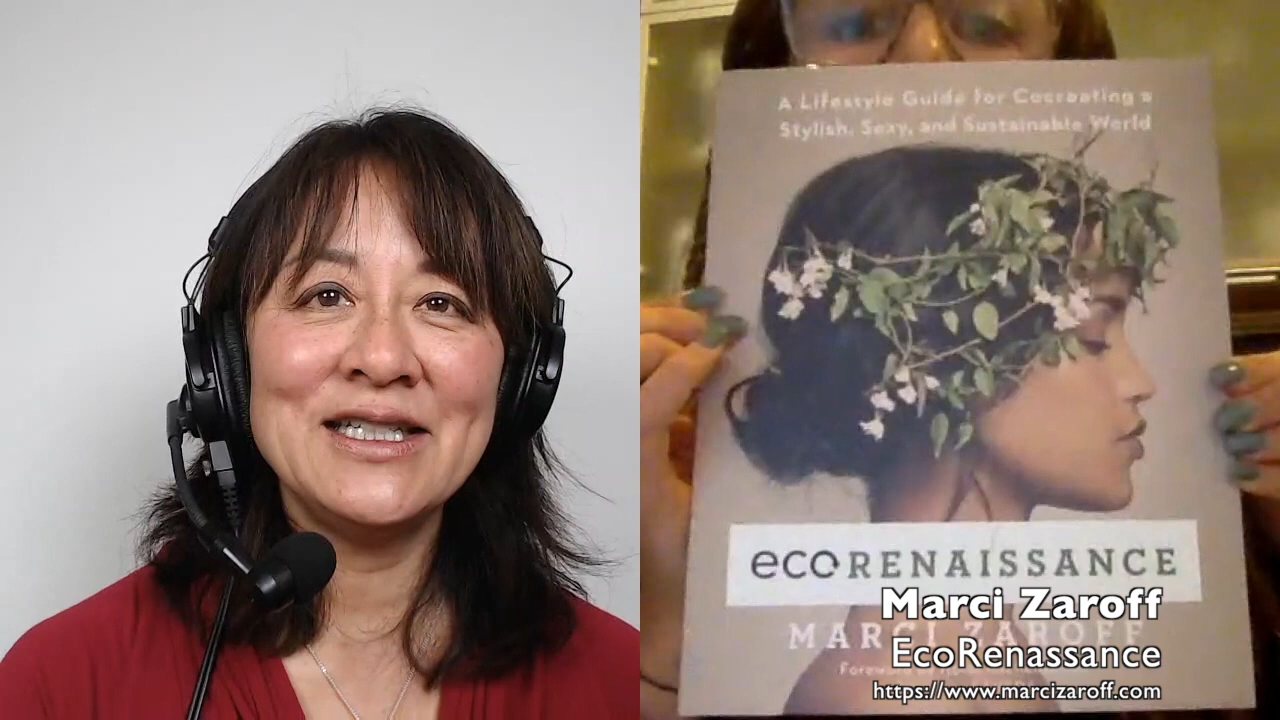 A Lifestyle Guide for Cocreating a
Stylish, Sexy, and Sustainable World
ecoRENAISSANCE
MARCI ZAROFF
Foreword
Marci Zaroff
EcoRenassance
https://www.marcizaroff.com